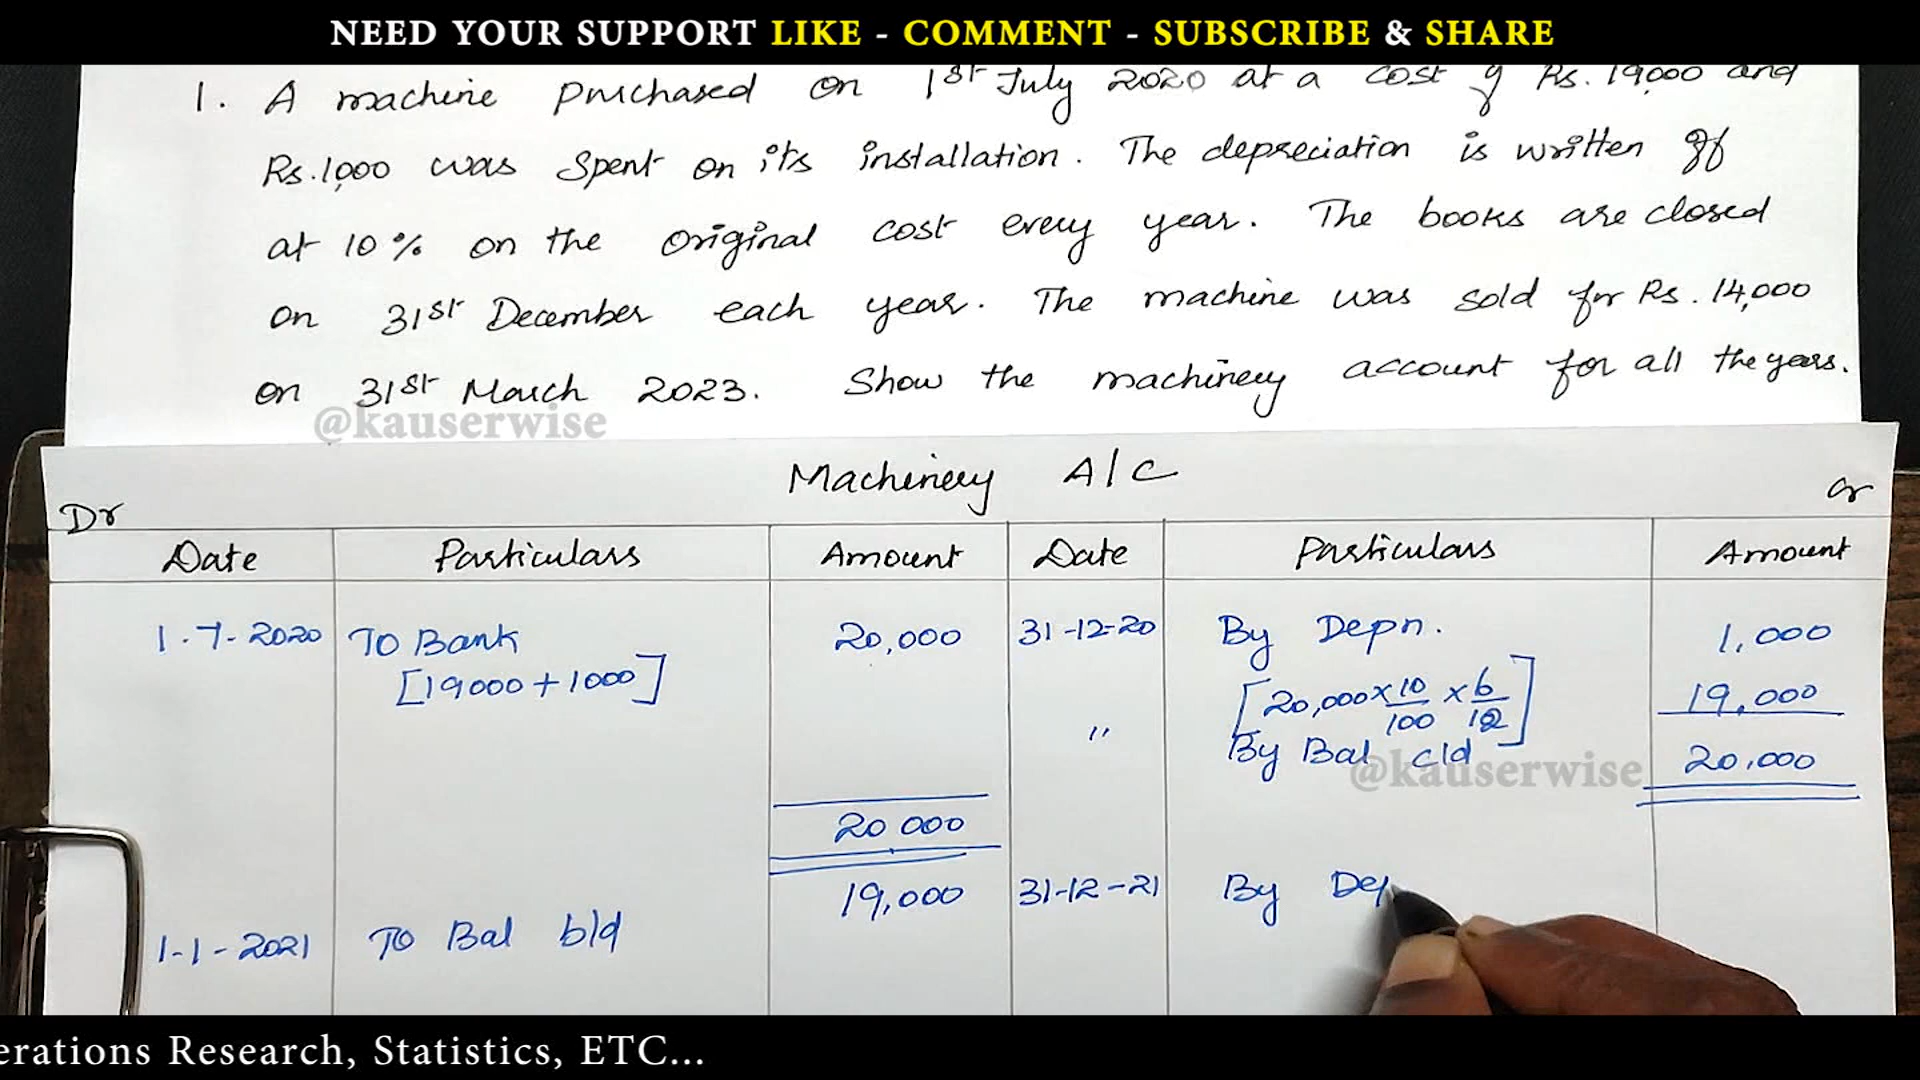 NEED YOUR SUPPORT LIKE - COMMENT - SUBSCRIBE & SHARE
1. A machine purchased on 1st July 2020 at a cost of Rs. 19,000 and
Rs.1,000 was spent on its installation. The depreciation is written off
at 10% on the original cost every year. The books are closed
on 31st December each year. The machine was sold for Rs. 14,000
on 31st March 2023. Show the machinery account for all the years.
@kauserwise
Machinery A/C
Dr Cr
Date Particulars Amount Date Particulars Amount
1-7-2020 To Bank 20,000 31-12-20 By Depn. 1,000
[19000+1000] [20,000×10/100×6/12] 19,000
" By Bal c/d 20,000
@kauserwise
20000
1-1-2021 To Bal b/d 19,000 31-12-21 By Dep
erations Research, Statistics, ETC...